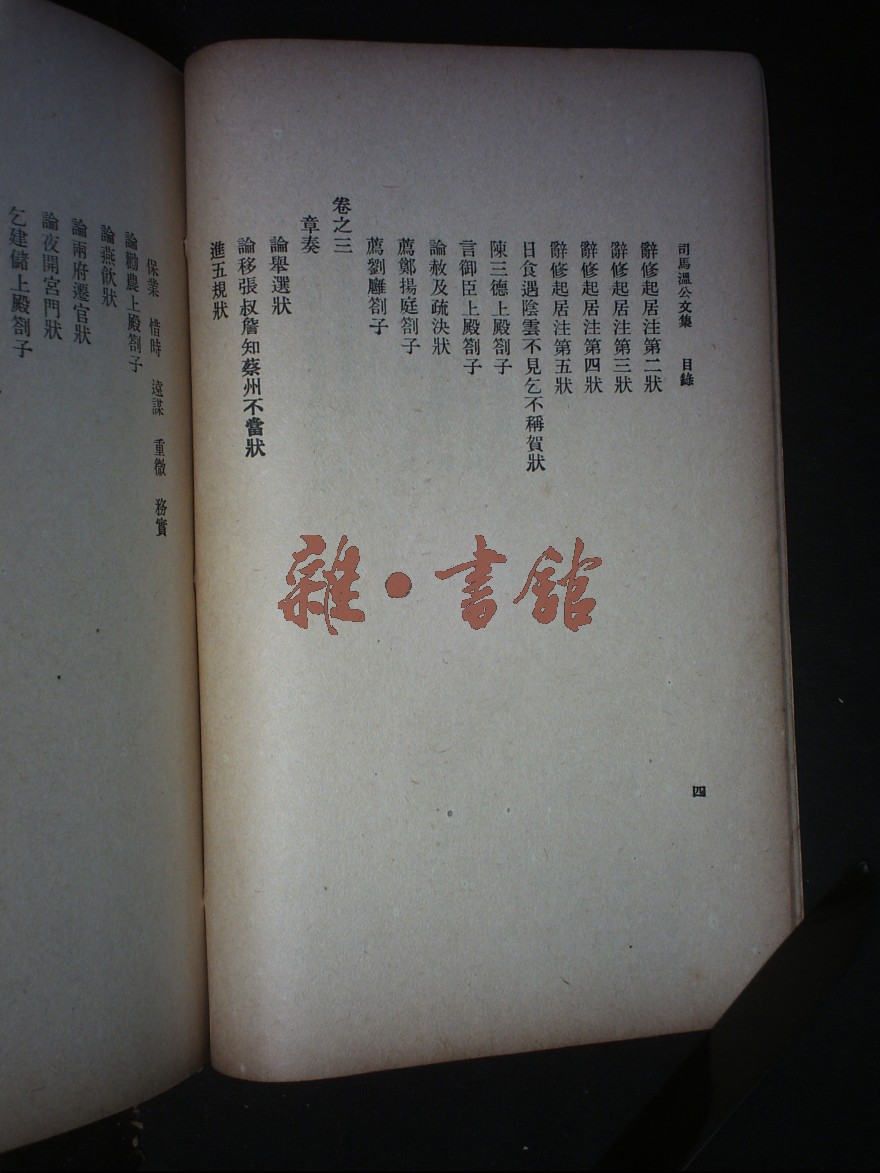 司馬溫公文集　目錄
辭修起居注第二狀
辭修起居注第三狀
辭修起居注第四狀
辭修起居注第五狀
日食遇陰雲不見乞不稱賀狀
陳三德上殿劄子
言御臣上殿劄子
論赦及疏決狀
薦鄭揚庭劄子
薦劉廱劄子
卷之三
章奏
論舉選狀
論移張叔詹知蔡州不當狀
進五規狀
四
保業　惜時　遠謀　重微　務實
論勸農上殿劄子
論燕飲狀
論兩府遷官狀
論夜開宮門狀
乞建儲上殿劄子
雜·書館